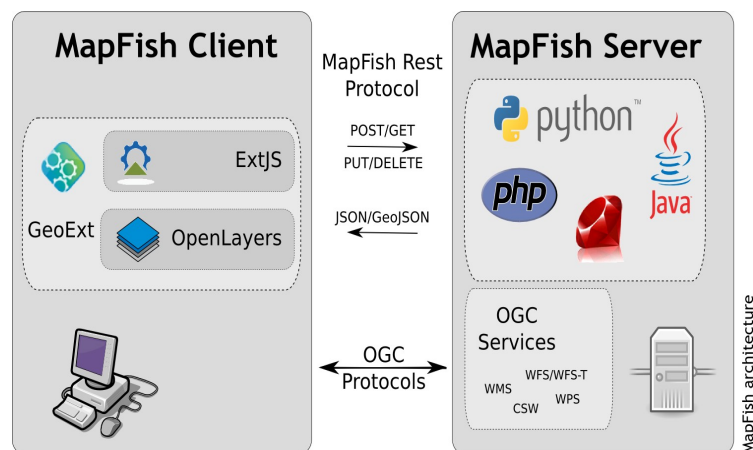 MapFish Client
GeoExt
ExtJS
OpenLayers
MapFish Rest
Protocol
POST/GET
PUT/DELETE
JSON/GeoJSON
OGC
Protocols
MapFish Server
python™
php
Java
OGC
Services
WFS/WFS-T
WMS
WPS
CSW
MapFish architecture